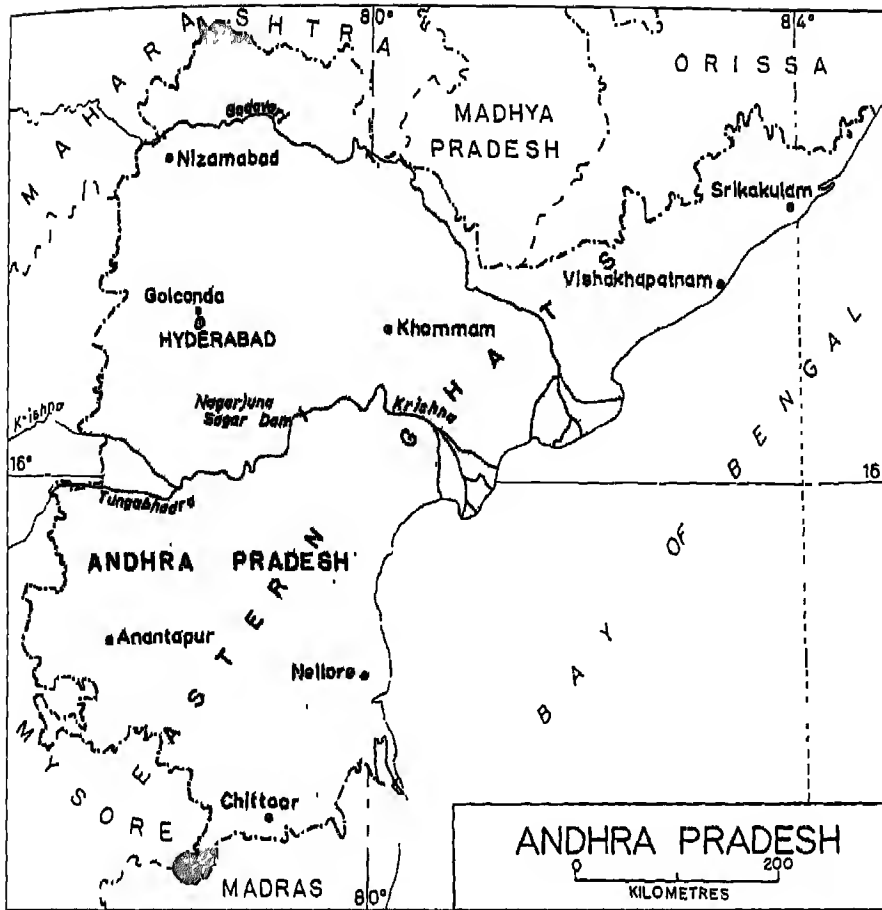 80°
84°
MAHARASHTRA
ORISSA
MADHYA
PRADESH
Godavari
Nizamabad
Srikakulam
Vishakhapatnam
Golconda
HYDERABAD
Khammam
Nagarjuna
Sagar Dam
Krishna
Krishna
16°
16
Tungabhadra
ANDHRA PRADESH
EASTERN GHATS
BAY OF BENGAL
Anantapur
Nellore
MYSORE
Chittoor
MADRAS
80°
ANDHRA PRADESH
0 200
KILOMETRES